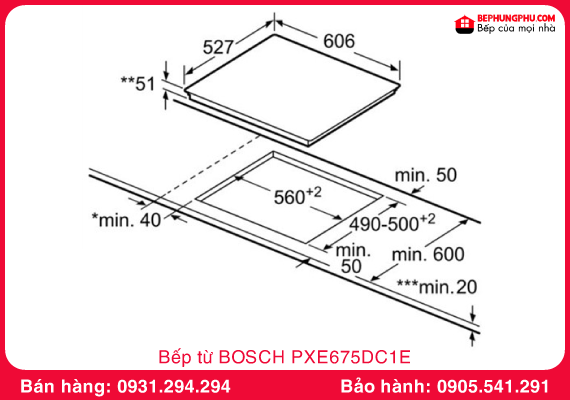 BEPHUNGPHU.COM
Bếp của mọi nhà
527
606
**51
min. 50
560+2
490-500+2
*min. 40
min.
50
min. 600
***min.20
Bếp từ BOSCH PXE675DC1E
Bán hàng: 0931.294.294
Bảo hành: 0905.541.291